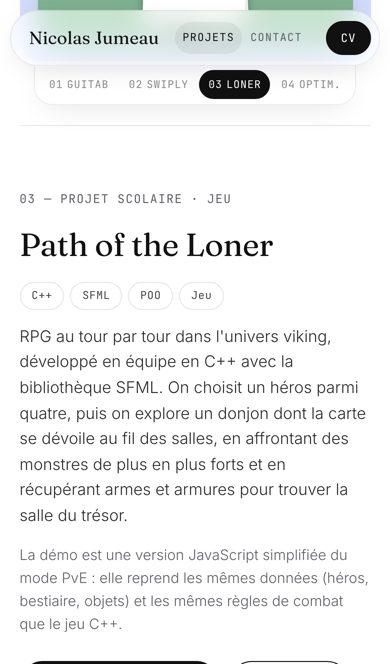 Nicolas Jumeau PROJETS CONTACT CV
01 GUITAB 02 SWIPLY 03 LONER 04 OPTIM.
03 — PROJET SCOLAIRE · JEU
Path of the Loner
C++ SFML POO Jeu
RPG au tour par tour dans l'univers viking,
développé en équipe en C++ avec la
bibliothèque SFML. On choisit un héros parmi
quatre, puis on explore un donjon dont la carte
se dévoile au fil des salles, en affrontant des
monstres de plus en plus forts et en
récupérant armes et armures pour trouver la
salle du trésor.
La démo est une version JavaScript simplifiée du
mode PvE : elle reprend les mêmes données (héros,
bestiaire, objets) et les mêmes règles de combat
que le jeu C++.